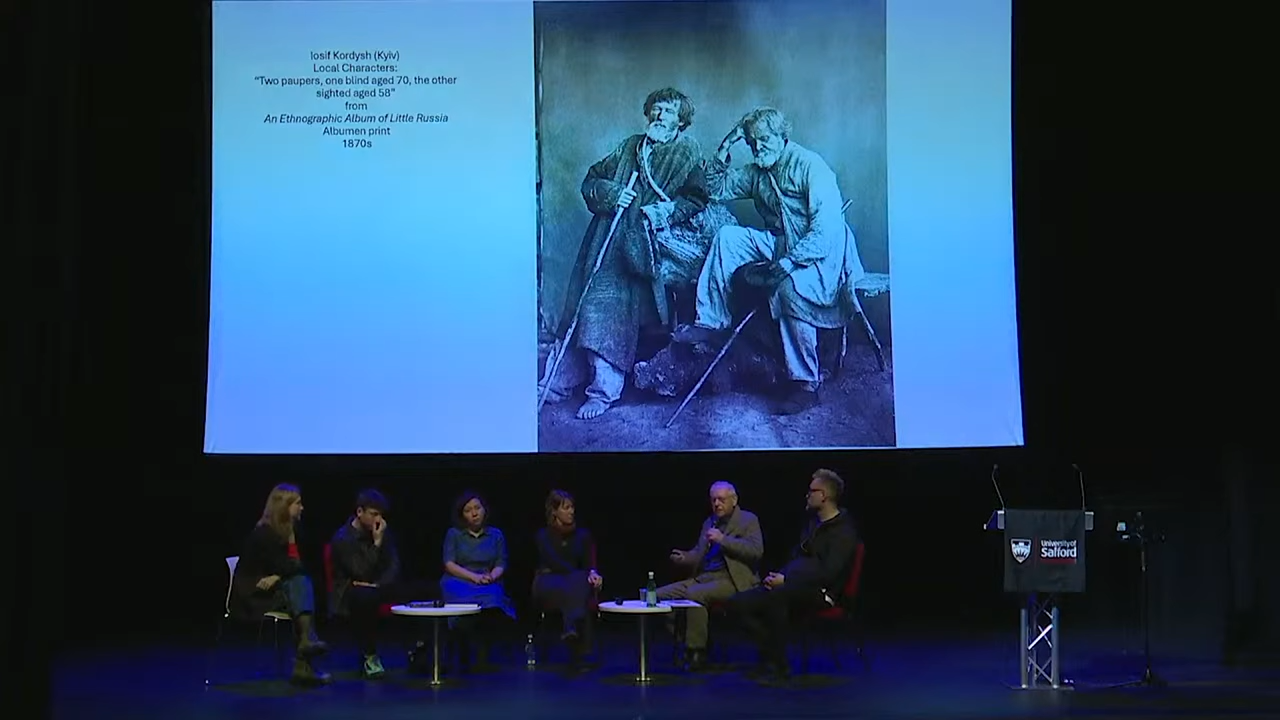 Iosif Kordysh (Kyiv)
Local Characters:
“Two paupers, one blind aged 70, the other
sighted aged 58”
from
An Ethnographic Album of Little Russia
Albumen print
1870s
University of
Salford